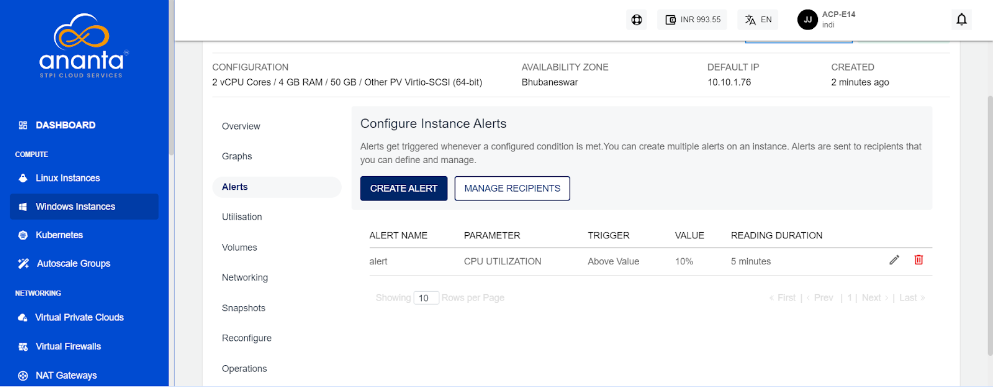 ananta
STPI CLOUD SERVICES
DASHBOARD
COMPUTE
Linux Instances
Windows Instances
Kubernetes
Autoscale Groups
NETWORKING
Virtual Private Clouds
Virtual Firewalls
NAT Gateways
INR 993.55
EN
JJ
ACP-E14
indi
CONFIGURATION
2 vCPU Cores / 4 GB RAM / 50 GB / Other PV Virtio-SCSI (64-bit)
AVAILABILITY ZONE
Bhubaneswar
DEFAULT IP
10.10.1.76
CREATED
2 minutes ago
Overview
Graphs
Alerts
Utilisation
Volumes
Networking
Snapshots
Reconfigure
Operations
Configure Instance Alerts
Alerts get triggered whenever a configured condition is met.You can create multiple alerts on an instance. Alerts are sent to recipients that
you can define and manage.
CREATE ALERT
MANAGE RECIPIENTS
ALERT NAME PARAMETER TRIGGER VALUE READING DURATION
alert CPU UTILIZATION Above Value 10% 5 minutes
Showing 10 Rows per Page
« First | ‹ Prev | 1 | Next › | Last »